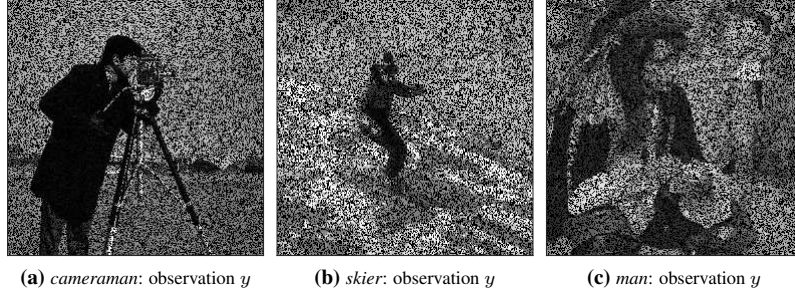 (a) cameraman: observation y
(b) skier: observation y
(c) man: observation y